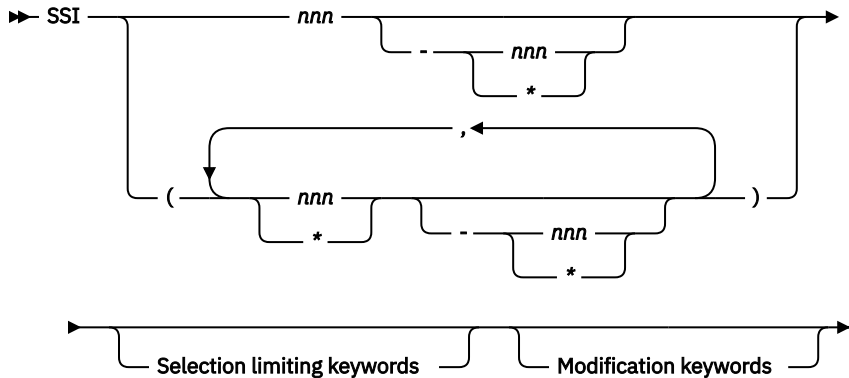 SSI nnn
- nnn
*
,
( nnn )
* - nnn
*
Selection limiting keywords Modification keywords